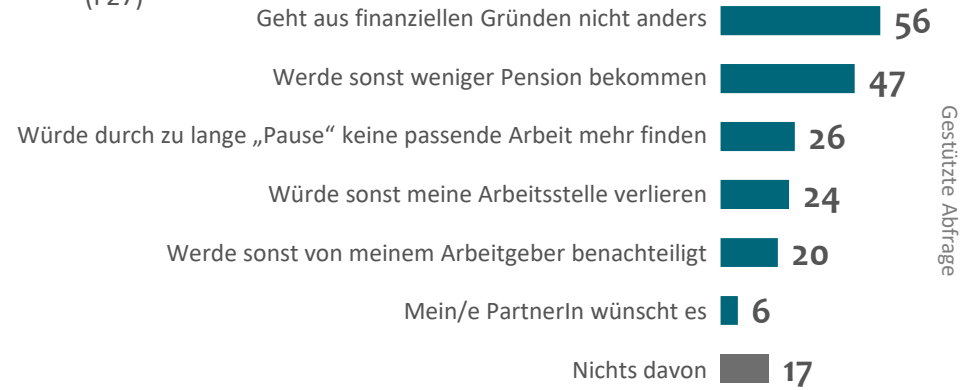 (F27)
Geht aus finanziellen Gründen nicht anders 56
Werde sonst weniger Pension bekommen 47
Würde durch zu lange „Pause“ keine passende Arbeit mehr finden 26
Würde sonst meine Arbeitsstelle verlieren 24
Werde sonst von meinem Arbeitgeber benachteiligt 20
Mein/e PartnerIn wünscht es 6
Nichts davon 17
Gestützte Abfrage